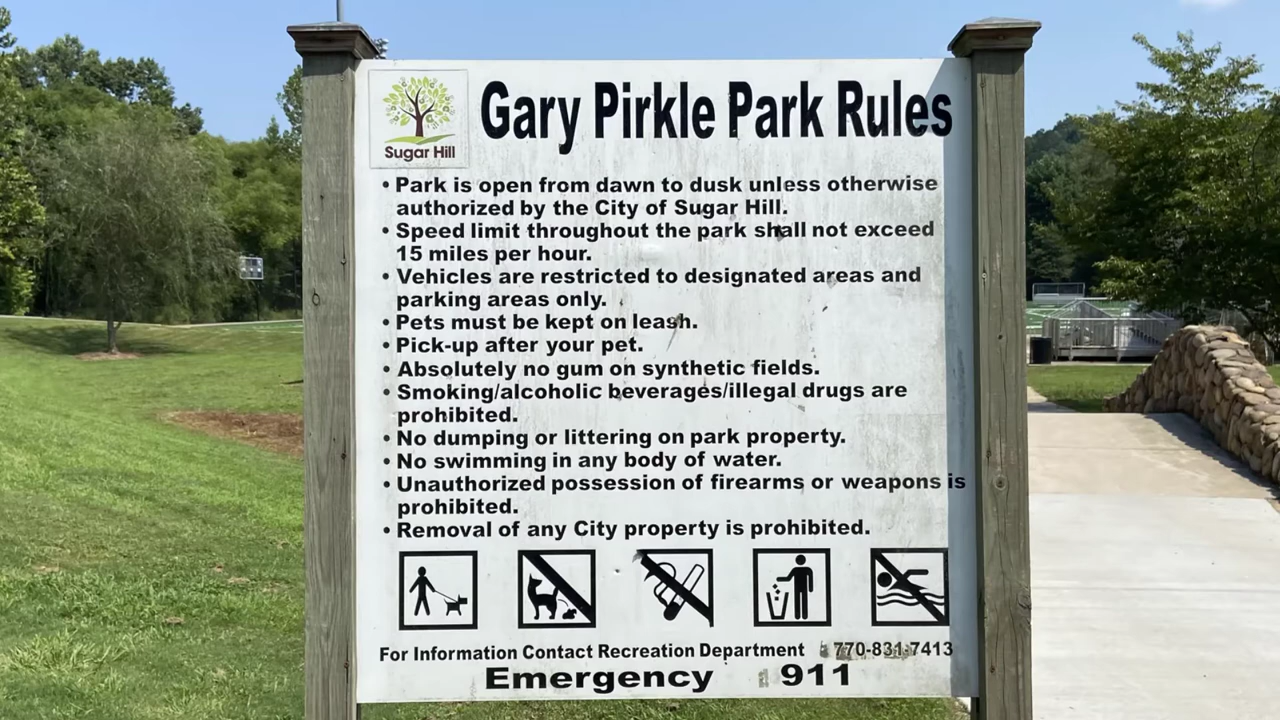 Sugar Hill
Gary Pirkle Park Rules
• Park is open from dawn to dusk unless otherwise
authorized by the City of Sugar Hill.
• Speed limit throughout the park shall not exceed
15 miles per hour.
• Vehicles are restricted to designated areas and
parking areas only.
• Pets must be kept on leash.
• Pick-up after your pet.
• Absolutely no gum on synthetic fields.
• Smoking/alcoholic beverages/illegal drugs are
prohibited.
• No dumping or littering on park property.
• No swimming in any body of water.
• Unauthorized possession of firearms or weapons is
prohibited.
• Removal of any City property is prohibited.
For Information Contact Recreation Department 770-831-7413
Emergency 911